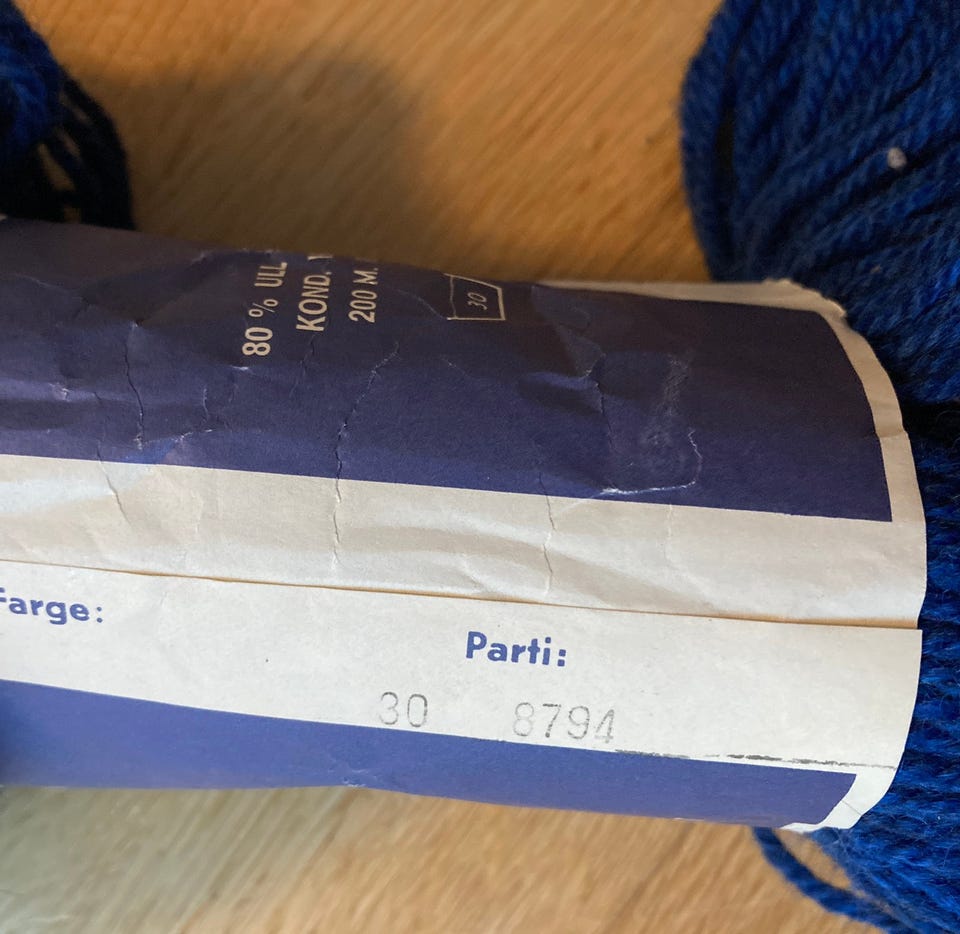 80 % ULL
KOND.
200 M.
30
Farge:
Parti:
30 8794